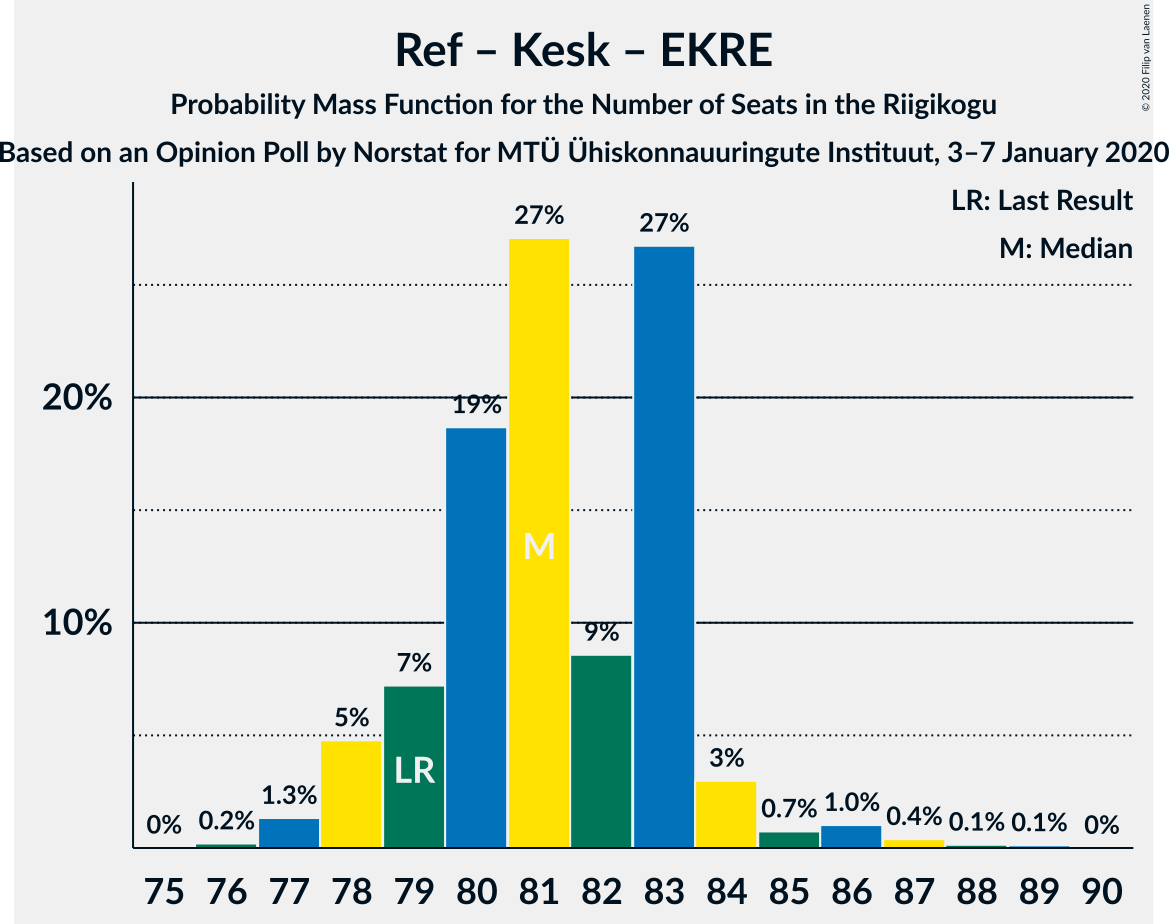 Ref – Kesk – EKRE
Probability Mass Function for the Number of Seats in the Riigikogu
Based on an Opinion Poll by Norstat for MTÜ Ühiskonnauuringute Instituut, 3–7 January 2020
© 2020 Filip van Laenen
LR: Last Result
M: Median
20%
10%
0%
0.2%
1.3%
5%
7%
19%
27%
9%
27%
3%
0.7%
1.0%
0.4%
0.1%
0.1%
0%
LR
M
75 76 77 78 79 80 81 82 83 84 85 86 87 88 89 90